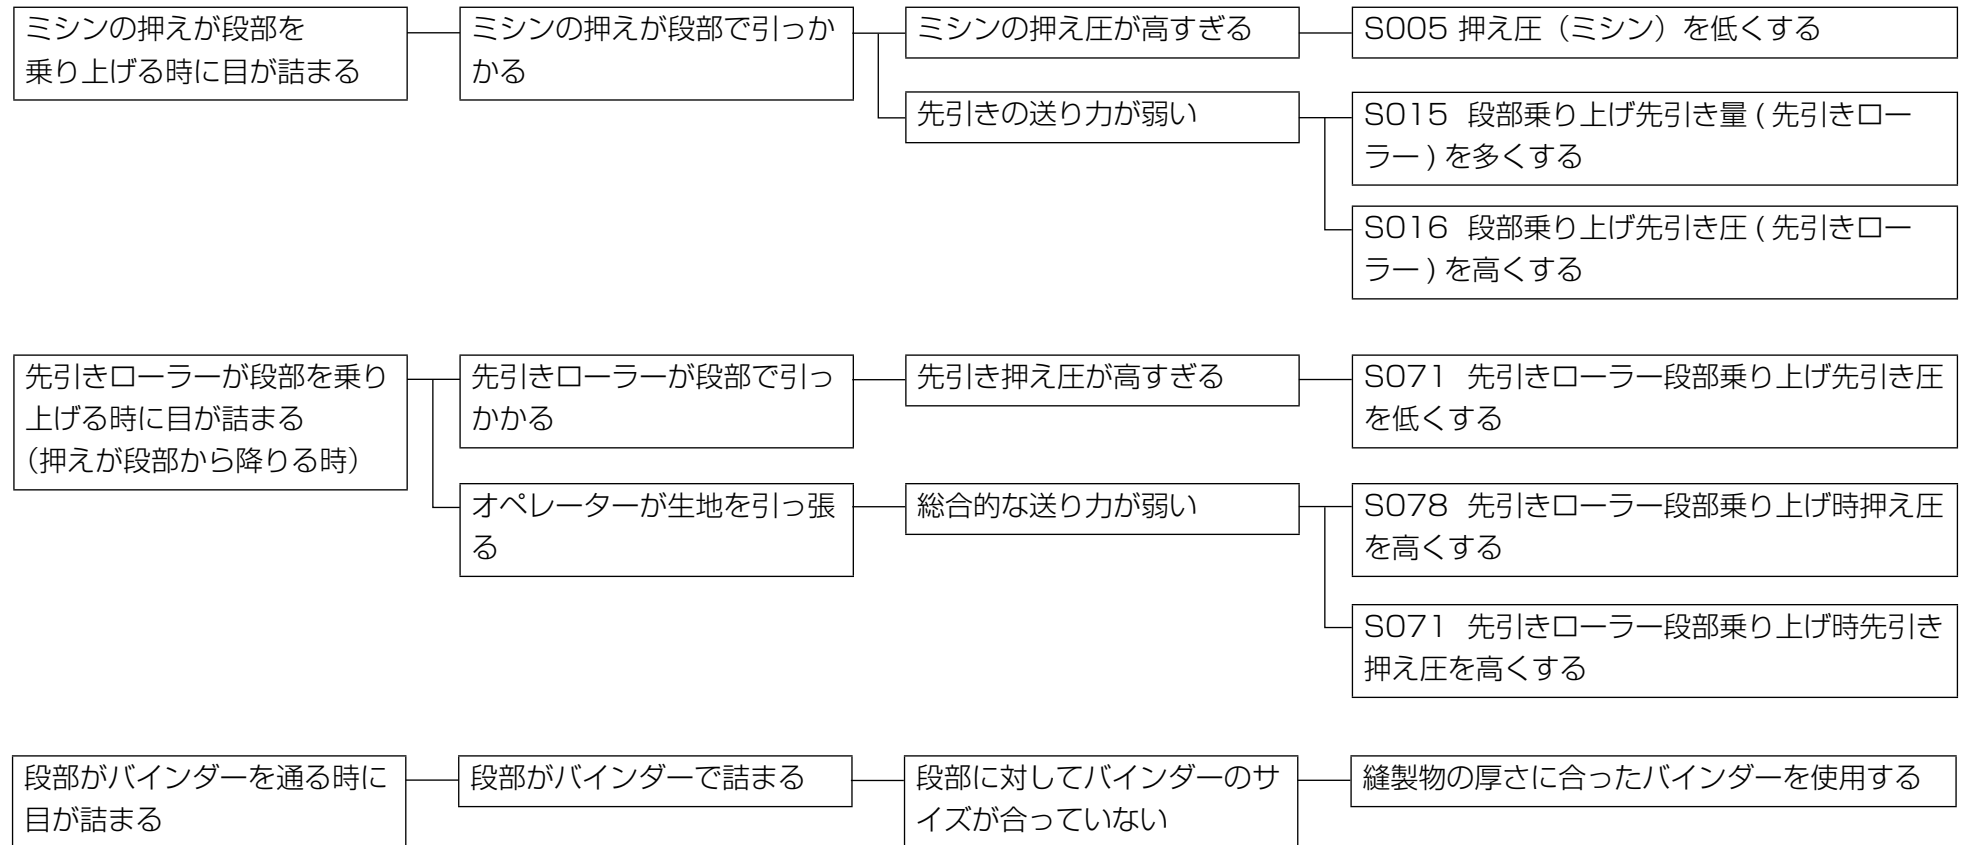 ミシンの押えが段部を
乗り上げる時に目が詰まる
ミシンの押えが段部で引っか
かる
ミシンの押え圧が高すぎる
S005 押え圧（ミシン）を低くする
先引きの送り力が弱い
S015 段部乗り上げ先引き量 ( 先引きロー
ラー ) を多くする
S016 段部乗り上げ先引き圧 ( 先引きロー
ラー ) を高くする
先引きローラーが段部を乗り
上げる時に目が詰まる
（押えが段部から降りる時）
先引きローラーが段部で引っ
かかる
先引き押え圧が高すぎる
S071 先引きローラー段部乗り上げ先引き圧
を低くする
オペレーターが生地を引っ張
る
総合的な送り力が弱い
S078 先引きローラー段部乗り上げ時押え圧
を高くする
S071 先引きローラー段部乗り上げ時先引き
押え圧を高くする
段部がバインダーを通る時に
目が詰まる
段部がバインダーで詰まる
段部に対してバインダーのサ
イズが合っていない
縫製物の厚さに合ったバインダーを使用する